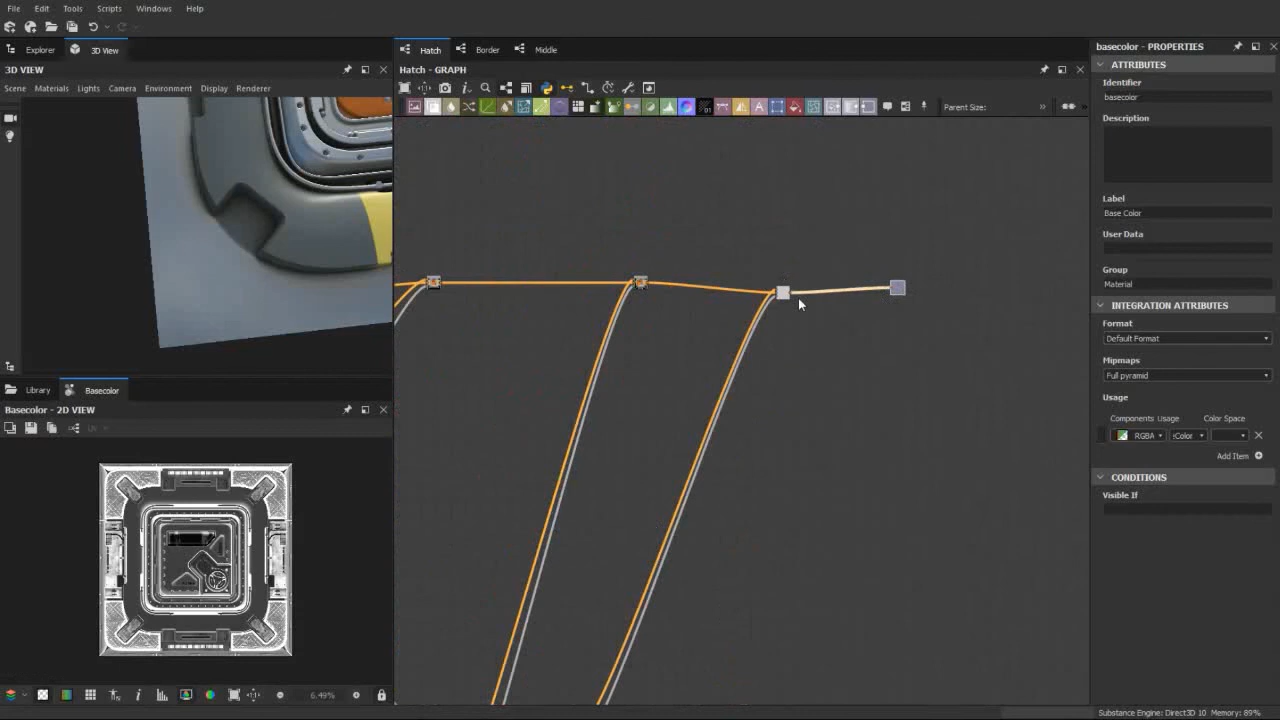 File Edit Tools Scripts Windows Help
Explorer 3D View
3D VIEW
Scene Materials Lights Camera Environment Display Renderer
Library Basecolor
Basecolor - 2D VIEW
UV
6.49%
Hatch Border Middle
Hatch - GRAPH
Parent Size:
basecolor - PROPERTIES
ATTRIBUTES
Identifier
basecolor
Description
Label
Base Color
User Data
Group
Material
INTEGRATION ATTRIBUTES
Format
Default Format
Mipmaps
Full pyramid
Usage
Components Usage Color Space
RGBA
Add Item
CONDITIONS
Visible If
Substance Engine: Direct3D 10 Memory: 89%